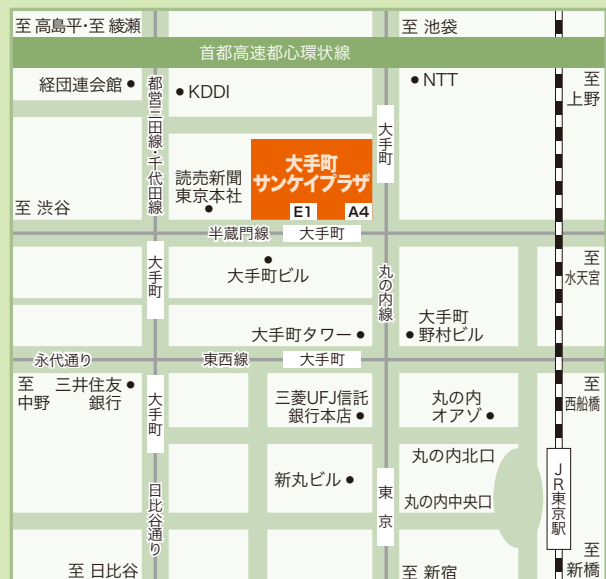 至 高島平・至 綾瀬
至 池袋
首都高速都心環状線
経団連会館
KDDI
NTT
至
上野
都営三田線・千代田線
大手町
大手町
サンケイプラザ
E1
A4
読売新聞
東京本社
至 渋谷
半蔵門線
大手町
大手町
大手町ビル
丸の内線
至
水天宮
大手町タワー
大手町
野村ビル
永代通り
東西線
大手町
至
中野
三井住友
銀行
大手町
三菱UFJ信託
銀行本店
丸の内
オアゾ
至
西船橋
丸の内北口
新丸ビル
東京
丸の内中央口
JR東京駅
日比谷通り
至 日比谷
至 新宿
至
新橋